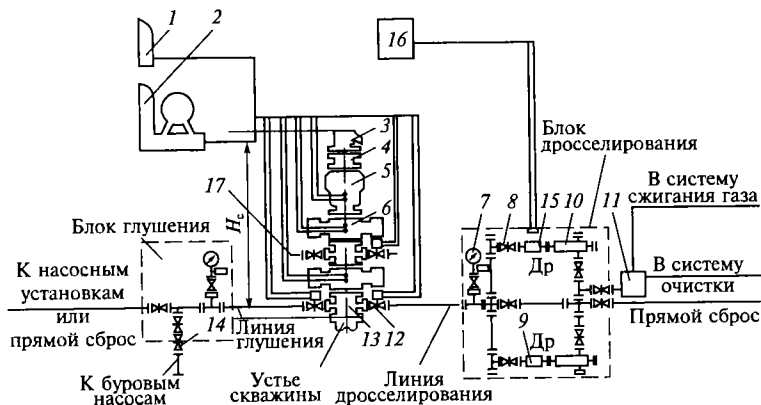 1
2
16
3
4
5
6
17
H с
Блок
дросселирования
7
8
15
10
11
В систему
сжигания газа
Блок глушения
К насосным
установкам
или
прямой сброс
14
Линия
глушения
К буровым
насосам
Устье
скважины
13
12
Линия
дросселирования
Др
9
Др
В систему
очистки
Прямой сброс